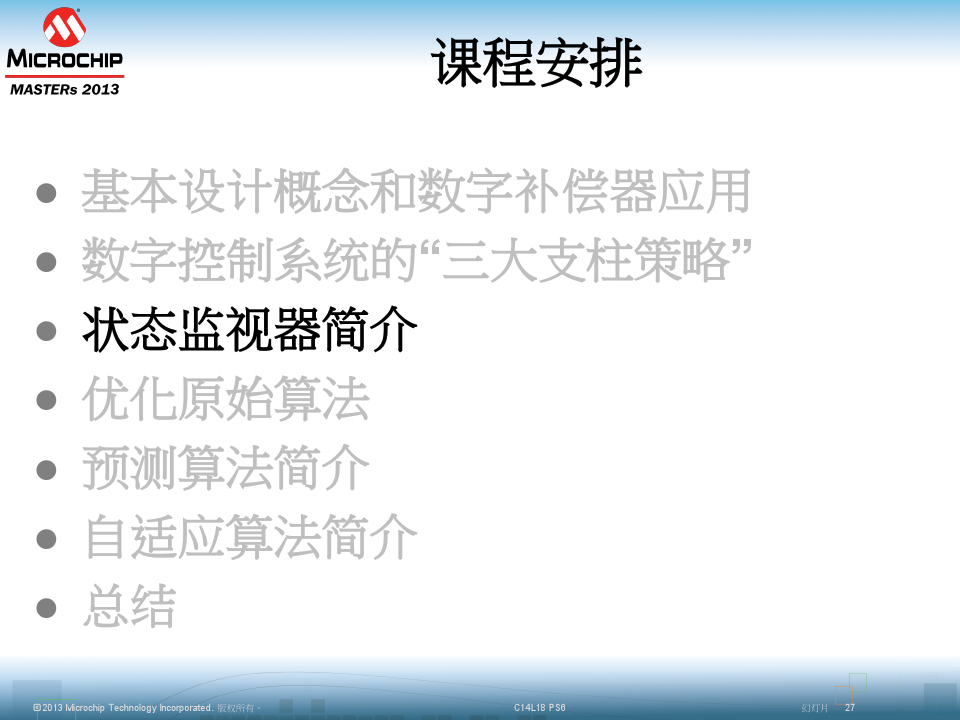 MICROCHIP
MASTERs 2013
课程安排
● 基本设计概念和数字补偿器应用
● 数字控制系统的“三大支柱策略”
● 状态监视器简介
● 优化原始算法
● 预测算法简介
● 自适应算法简介
● 总结
©2013 Microchip Technology Incorporated. 版权所有。 C14L18 PS6 幻灯片 27